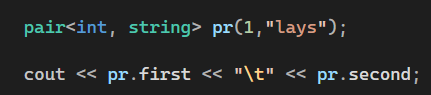 pair<int, string> pr(1,"lays");
cout << pr.first << "\t" << pr.second;